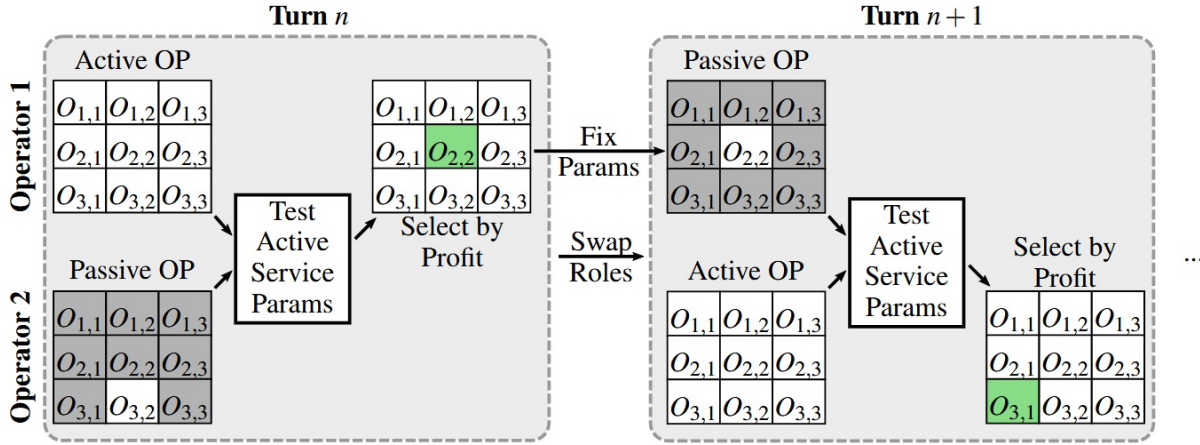 Turn n
Turn n + 1
Operator 1
Active OP
O1,1 O1,2 O1,3
O2,1 O2,2 O2,3
O3,1 O3,2 O3,3
O1,1 O1,2 O1,3
O2,1 O2,2 O2,3
O3,1 O3,2 O3,3
Select by
Profit
Test
Active
Service
Params
Operator 2
Passive OP
O1,1 O1,2 O1,3
O2,1 O2,2 O2,3
O3,1 O3,2 O3,3
Fix
Params
Swap
Roles
Passive OP
O1,1 O1,2 O1,3
O2,1 O2,2 O2,3
O3,1 O3,2 O3,3
Active OP
O1,1 O1,2 O1,3
O2,1 O2,2 O2,3
O3,1 O3,2 O3,3
Test
Active
Service
Params
Select by
Profit
O1,1 O1,2 O1,3
O2,1 O2,2 O2,3
O3,1 O3,2 O3,3
...